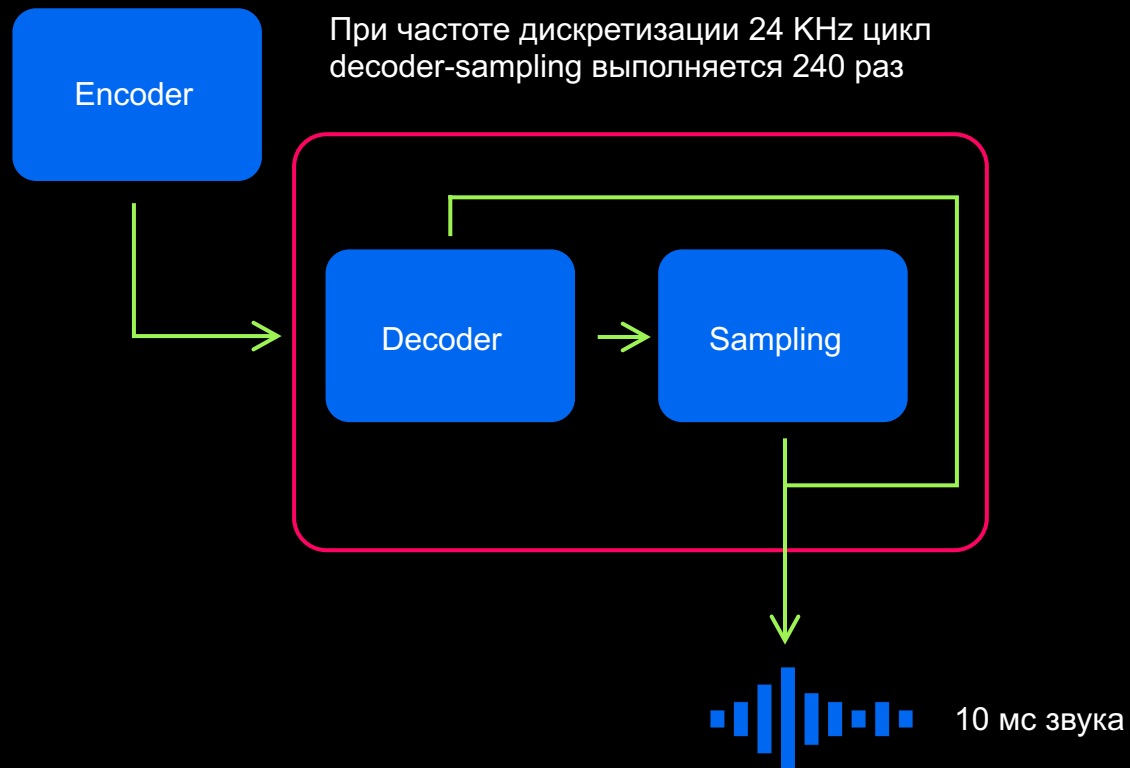 При частоте дискретизации 24 KHz цикл
decoder-sampling выполняется 240 раз
Encoder
Decoder
Sampling
10 мс звука